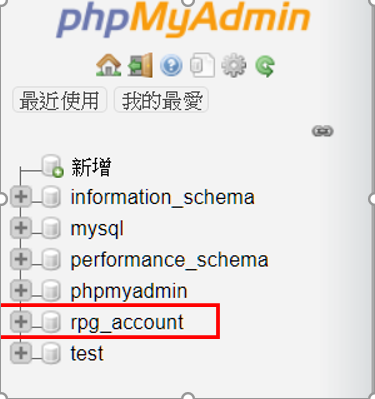 phpMyAdmin
最近使用 我的最愛
新增
information_schema
mysql
performance_schema
phpmyadmin
rpg_account
test